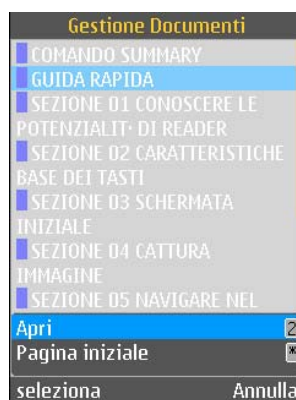 Gestione Documenti
COMANDO SUMMARY
GUIDA RAPIDA
SEZIONE 01 CONOSCERE LE
POTENZIALIT· DI READER
SEZIONE 02 CARATTERISTICHE
BASE DEI TASTI
SEZIONE 03 SCHERMATA
INIZIALE
SEZIONE 04 CATTURA
IMMAGINE
SEZIONE 05 NAVIGARE NEL
Apri 2
Pagina iniziale *
seleziona Annulla